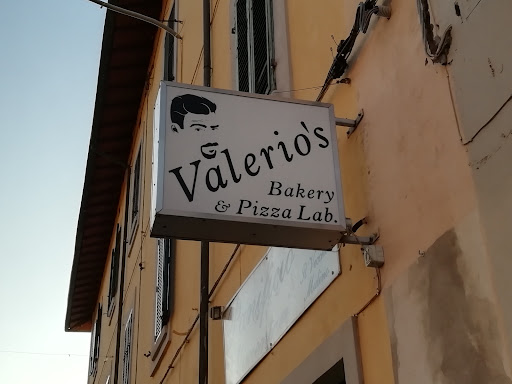 Valerio's
Bakery
& Pizza Lab.